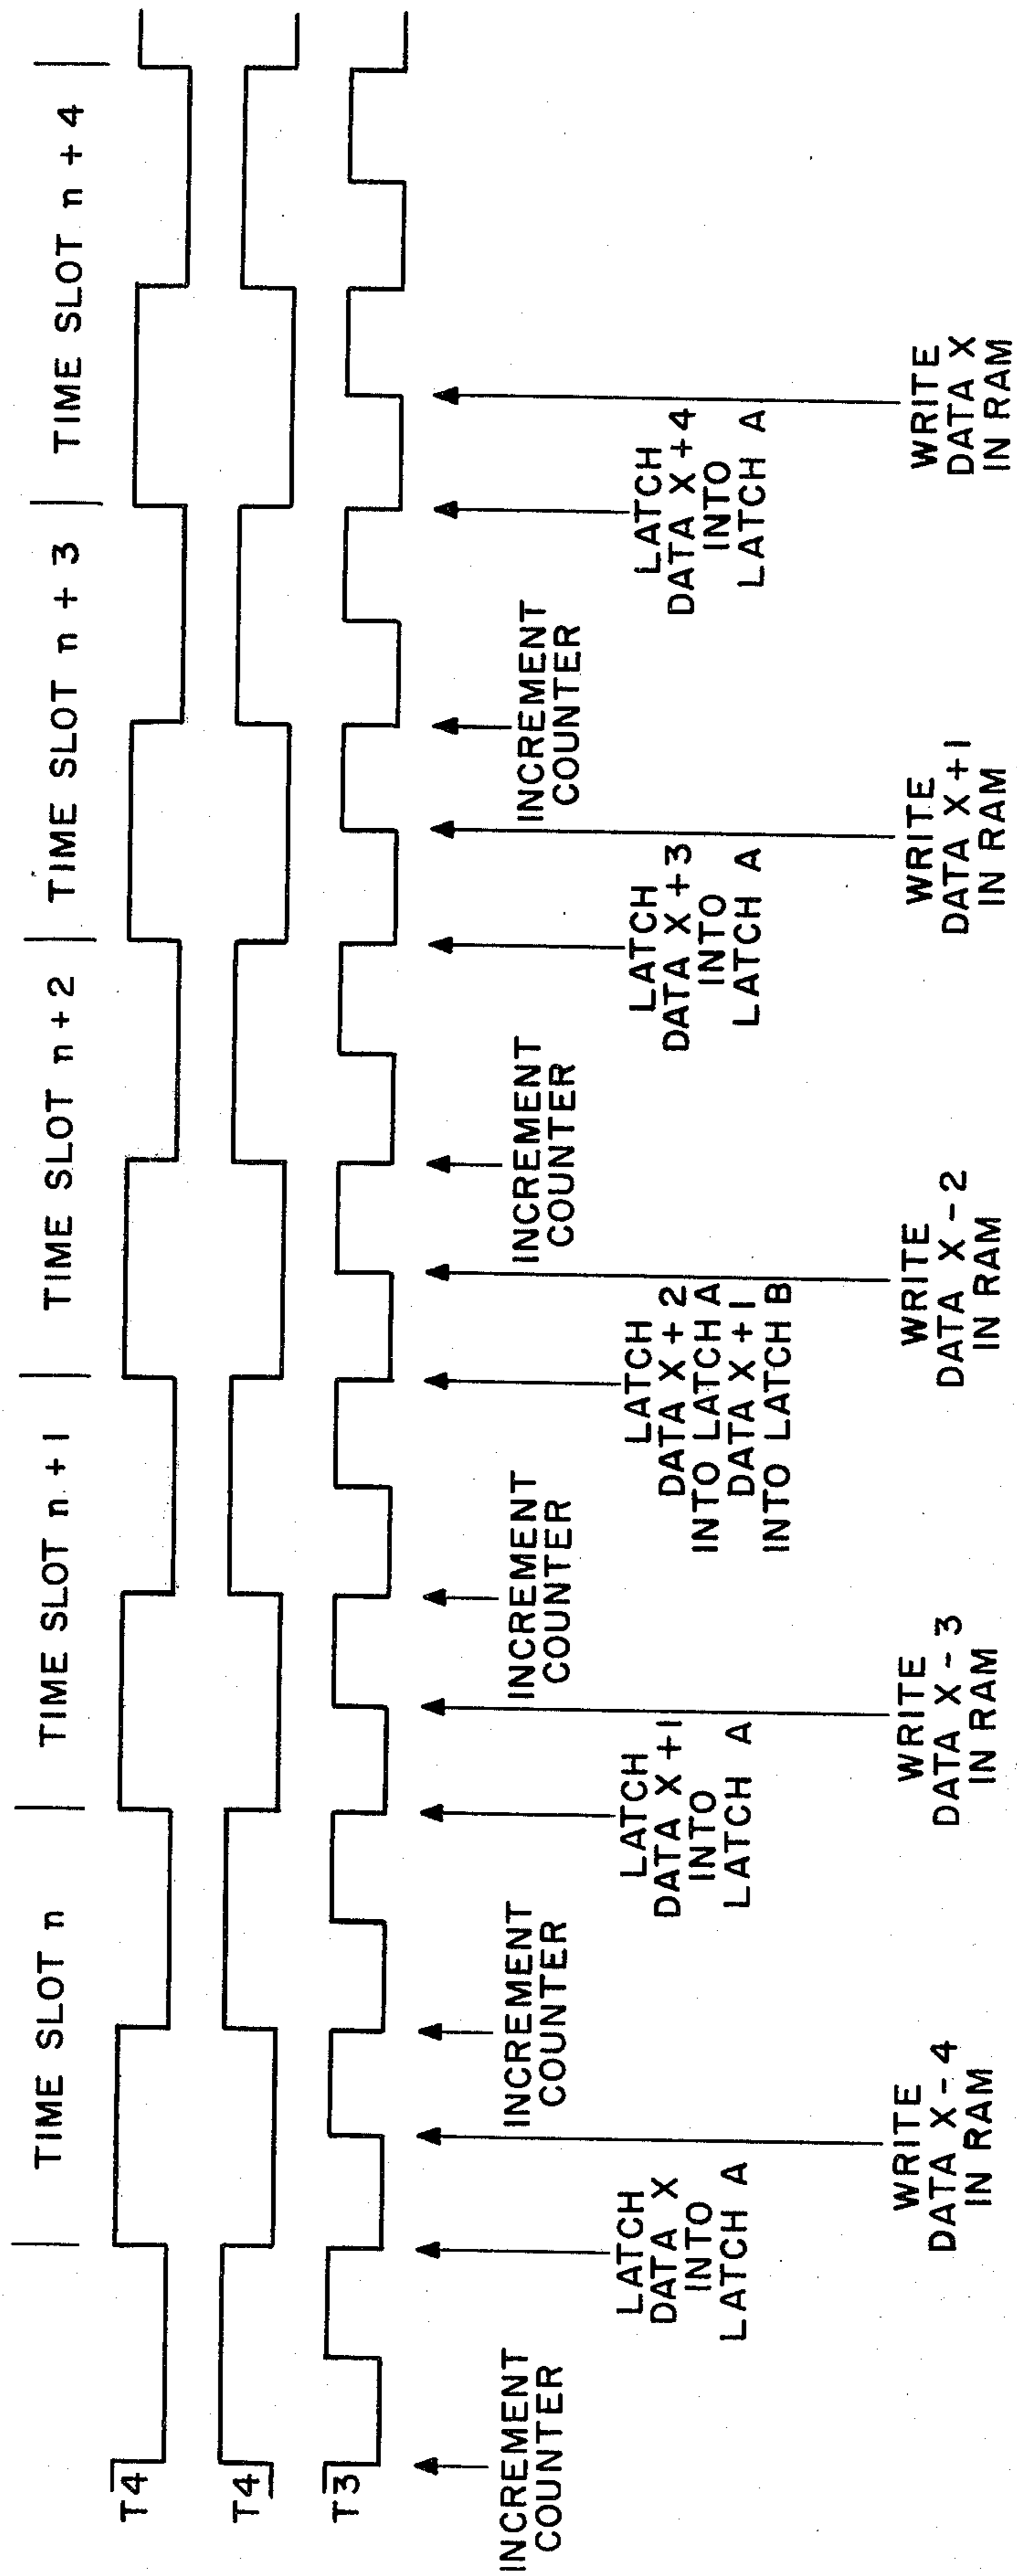 TIME SLOT n
TIME SLOT n + 1
TIME SLOT n + 2
TIME SLOT n + 3
TIME SLOT n + 4
T4
T4
T3
INCREMENT
COUNTER
INCREMENT
COUNTER
INCREMENT
COUNTER
INCREMENT
COUNTER
INCREMENT
COUNTER
LATCH
DATA X
INTO
LATCH A
LATCH
DATA X +1
INTO
LATCH A
LATCH
DATA X + 2
INTO LATCH A
DATA X + 1
INTO LATCH B
LATCH
DATA X +3
INTO
LATCH A
LATCH
DATA X +4
INTO
LATCH A
WRITE
DATA X-4
IN RAM
WRITE
DATA X - 3
IN RAM
WRITE
DATA X - 2
IN RAM
WRITE
DATA X +1
IN RAM
WRITE
DATA X
IN RAM